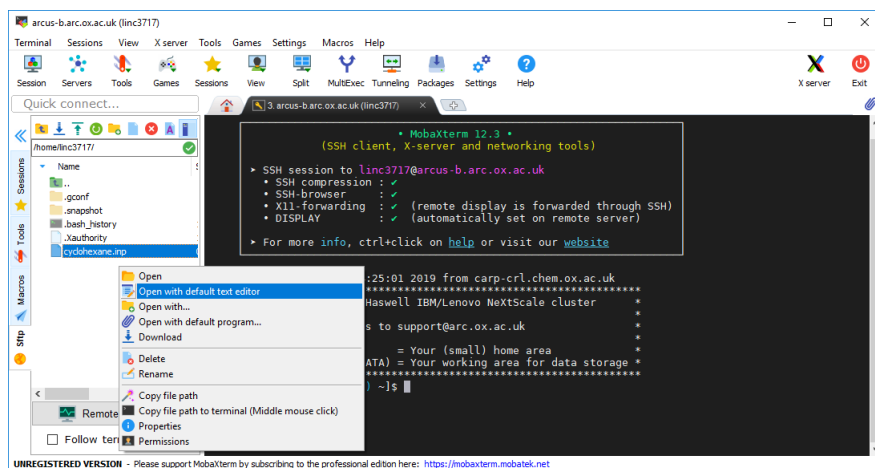 arcus-b.arc.ox.ac.uk (linc3717)
Terminal Sessions View X server Tools Games Settings Macros Help
Session Servers Tools Games Sessions View Split MultiExec Tunneling Packages Settings Help X server Exit
Quick connect...
3. arcus-b.arc.ox.ac.uk (linc3717)
/home/linc3717/
Name
..
.gconf
.snapshot
.bash_history
.Xauthority
cyclohexane.inp
Sessions
Tools
Macros
Sftp
• MobaXterm 12.3 •
(SSH client, X-server and networking tools)
➤ SSH session to linc3717@arcus-b.arc.ox.ac.uk
• SSH compression : ✔
• SSH-browser : ✔
• X11-forwarding : ✔ (remote display is forwarded through SSH)
• DISPLAY : ✔ (automatically set on remote server)
➤ For more info, ctrl+click on help or visit our website
:25:01 2019 from carp-crl.chem.ox.ac.uk
*****************************************
Haswell IBM/Lenovo NeXtScale cluster *
*
s to support@arc.ox.ac.uk *
*
= Your (small) home area *
ATA) = Your working area for data storage *
*****************************************
) ~]$
Open
Open with default text editor
Open with...
Open with default program...
Download
Delete
Rename
Copy file path
Copy file path to terminal (Middle mouse click)
Properties
Permissions
Remote
Follow ter
UNREGISTERED VERSION - Please support MobaXterm by subscribing to the professional edition here: https://mobaxterm.mobatek.net